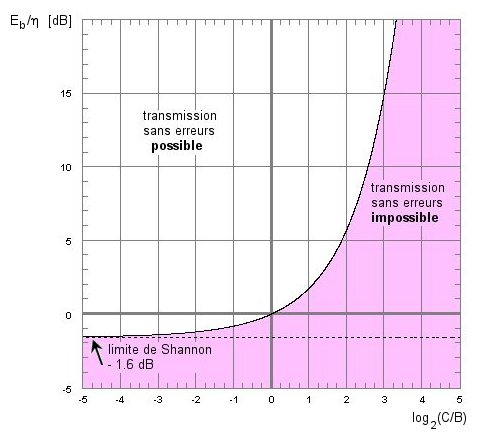 E_b/η [dB]
15
10
5
0
-5
transmission
sans erreurs
possible
transmission
sans erreurs
impossible
limite de Shannon
- 1.6 dB
-5 -4 -3 -2 -1 0 1 2 3 4 5
log_2(C/B)